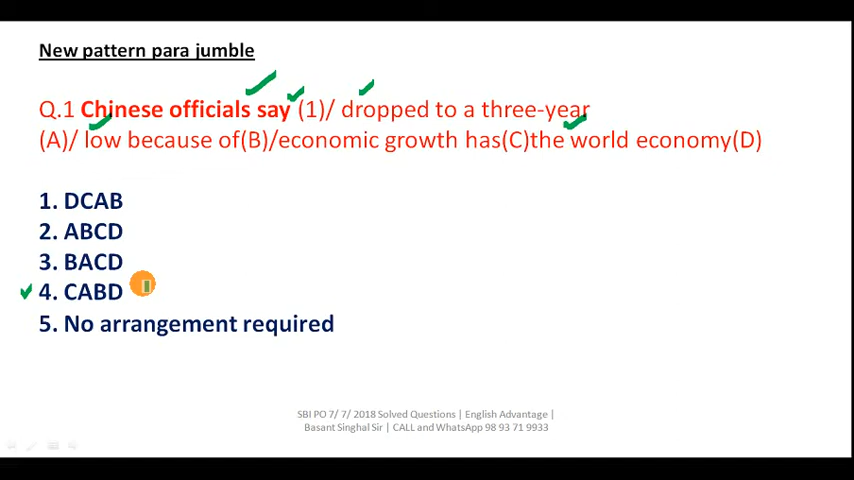 New pattern para jumble
Q.1 Chinese officials say (1)/ dropped to a three-year
(A)/ low because of(B)/economic growth has(C)the world economy(D)
1. DCAB
2. ABCD
3. BACD
4. CABD
5. No arrangement required
SBI PO 7/ 7/ 2018 Solved Questions | English Advantage |
Basant Singhal Sir | CALL and WhatsApp 98 93 71 9933